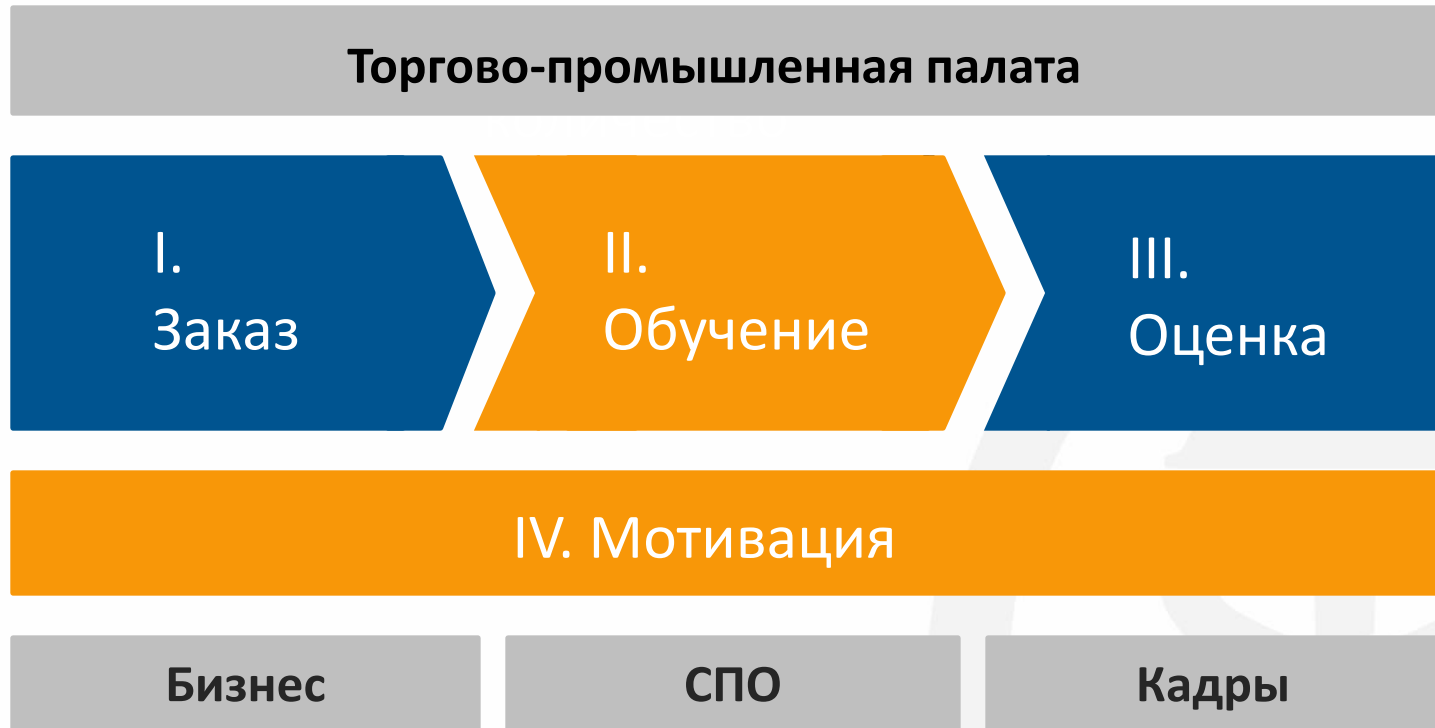 Торгово-промышленная палата
I.
Заказ
II.
Обучение
III.
Оценка
IV. Мотивация
Бизнес
СПО
Кадры